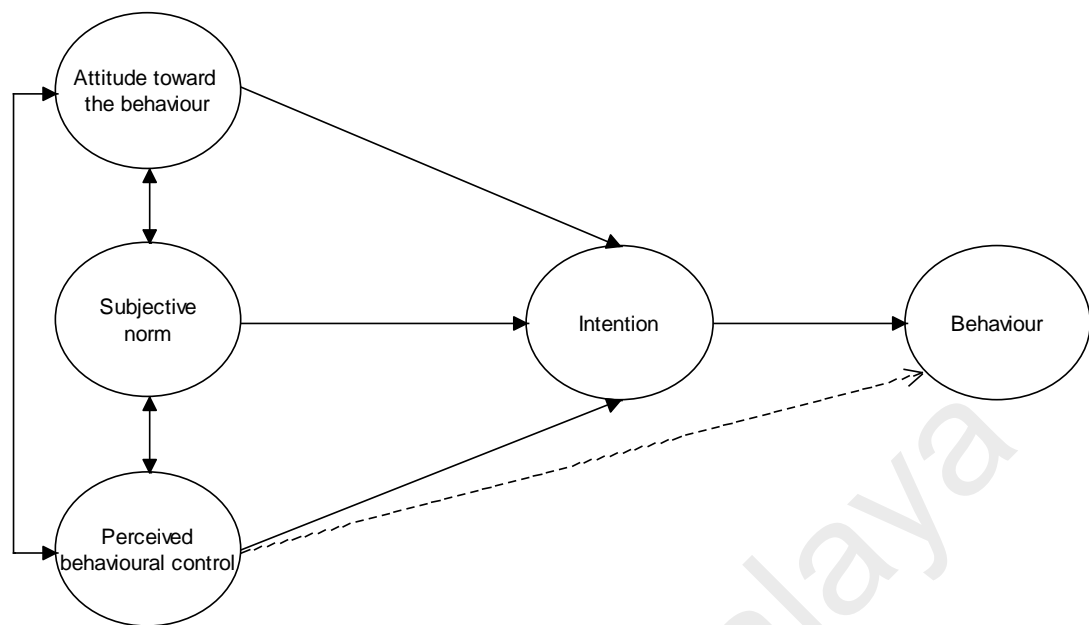 Attitude toward
the behaviour
Subjective
norm
Intention
Behaviour
Perceived
behavioural control